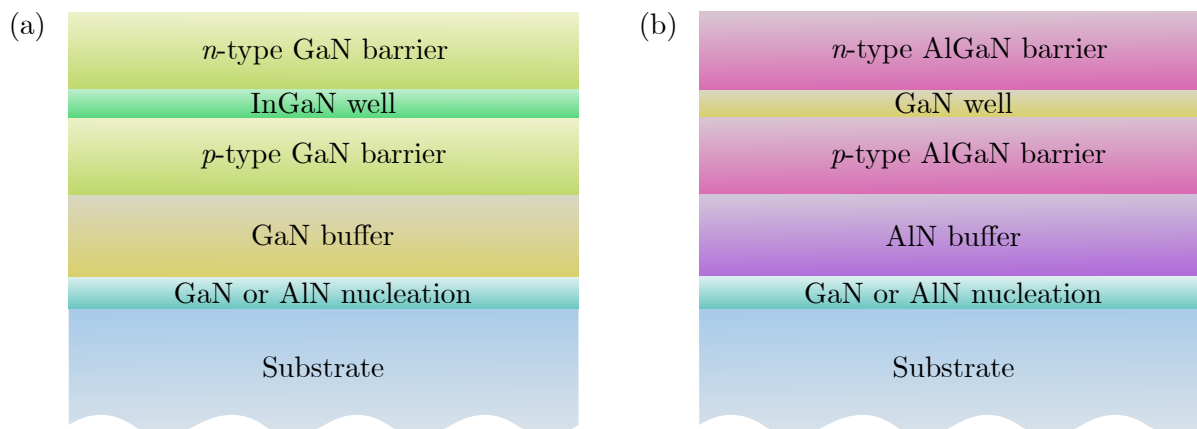 (a)
n-type GaN barrier
InGaN well
p-type GaN barrier
GaN buffer
GaN or AlN nucleation
Substrate
(b)
n-type AlGaN barrier
GaN well
p-type AlGaN barrier
AlN buffer
GaN or AlN nucleation
Substrate